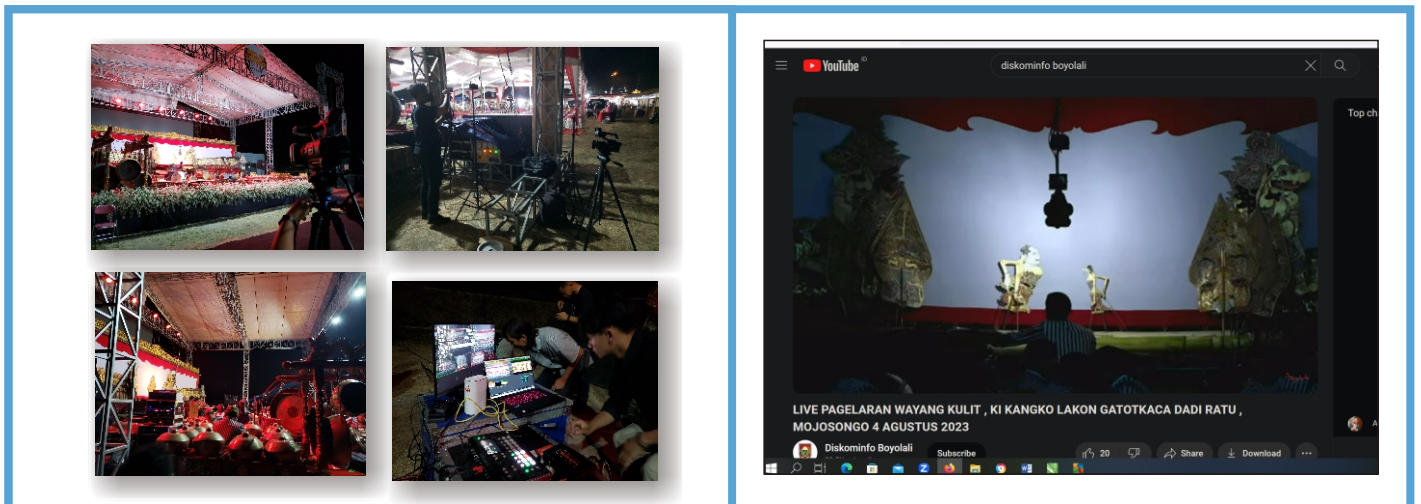 YouTube ID
diskominfo boyolali
Top ch
LIVE PAGELARAN WAYANG KULIT , KI KANGKO LAKON GATOTKACA DADI RATU ,
MOJOSONGO 4 AGUSTUS 2023
Diskominfo Boyolali
Subscribe
20
Share
Download